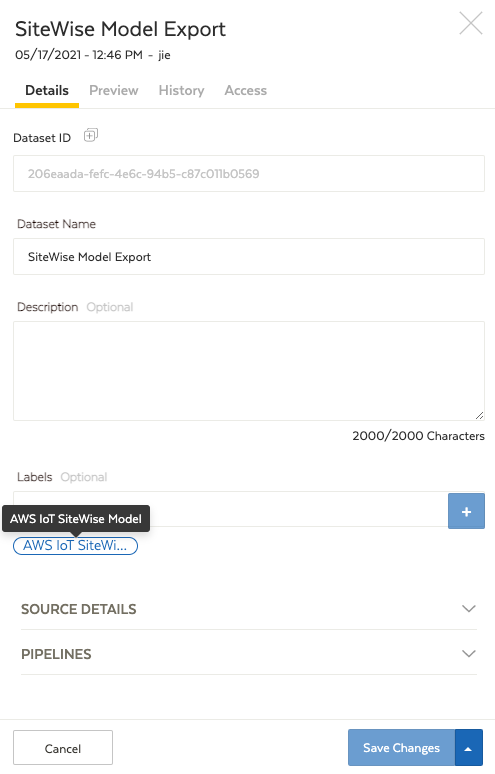 SiteWise Model Export
05/17/2021 - 12:46 PM - jie
Details Preview History Access
Dataset ID
206eaada-fefc-4e6c-94b5-c87c011b0569
Dataset Name
SiteWise Model Export
Description Optional
2000/2000 Characters
Labels Optional
+
AWS IoT SiteWise Model
AWS IoT SiteWi...
SOURCE DETAILS
PIPELINES
Cancel Save Changes